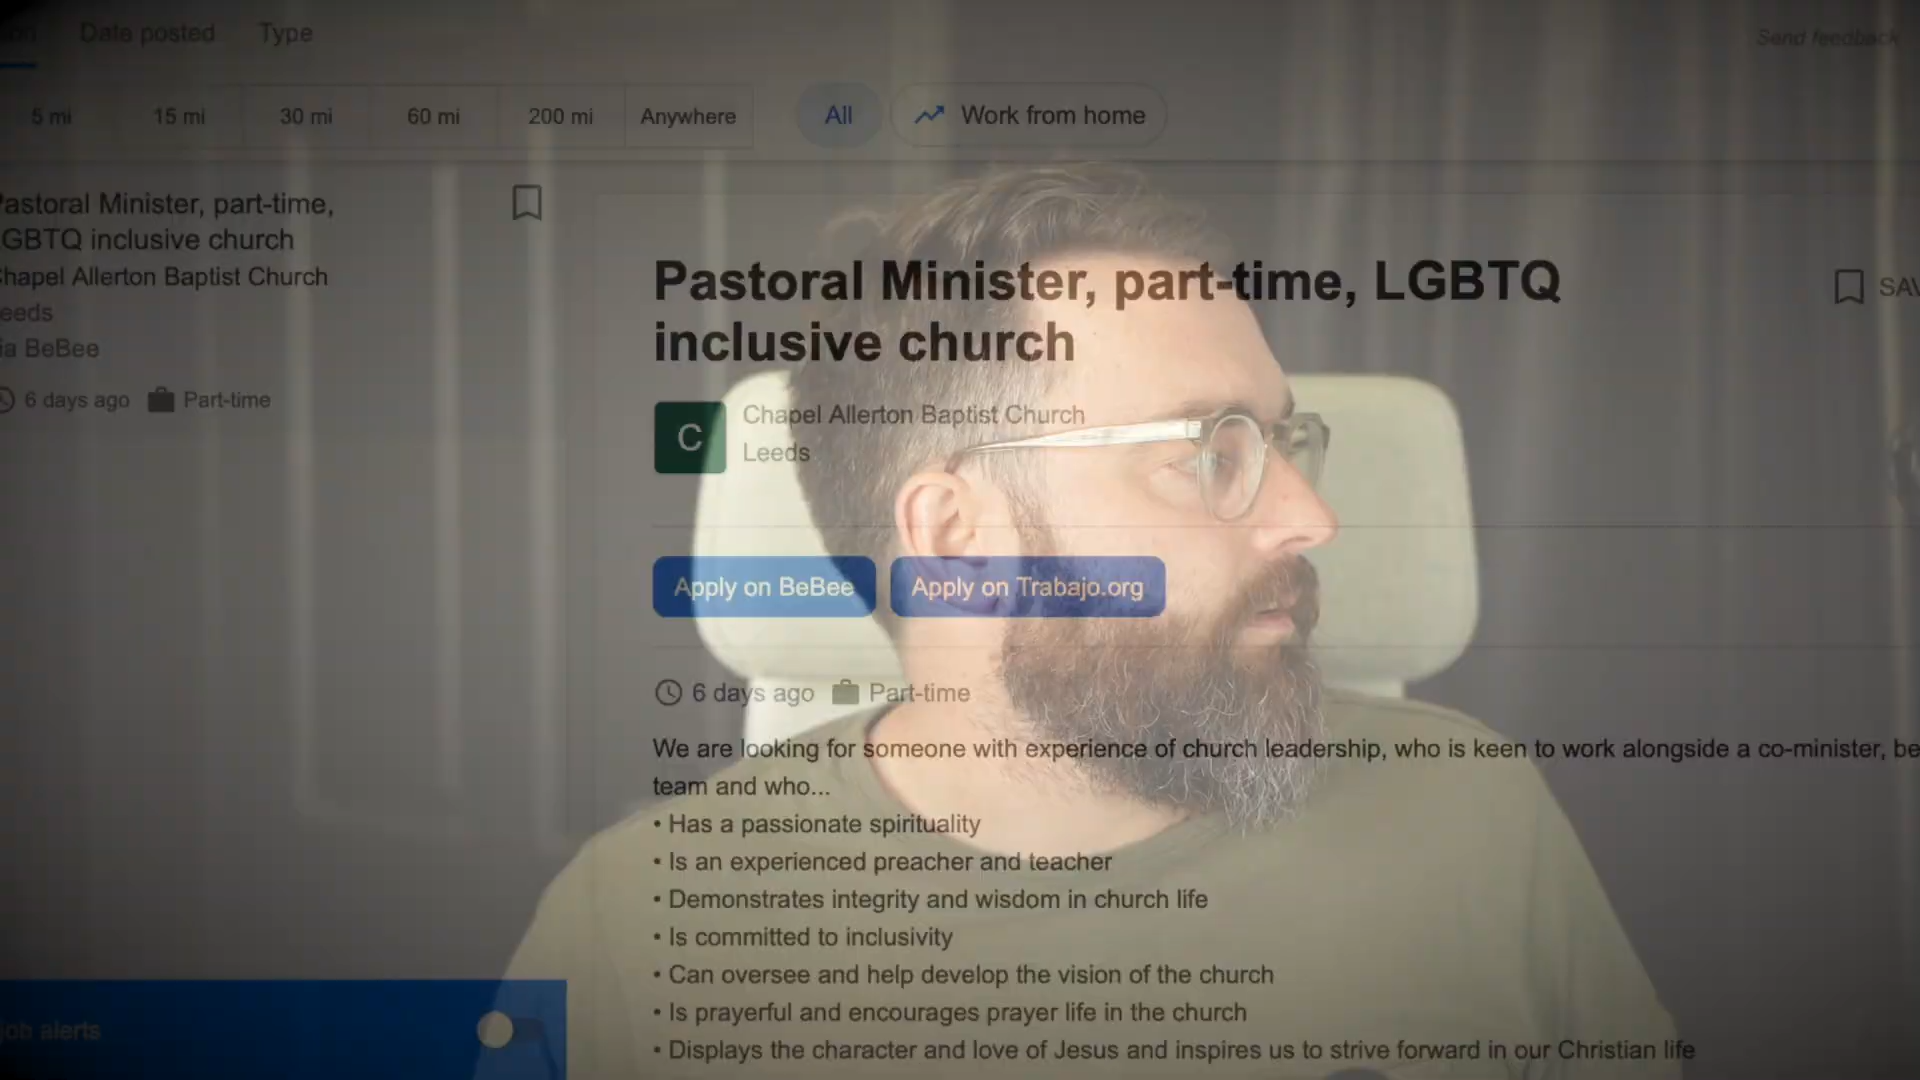 Date posted Type Send feedback
5 mi 15 mi 30 mi 60 mi 200 mi Anywhere All Work from home
Pastoral Minister, part-time,
LGBTQ inclusive church
Chapel Allerton Baptist Church
Leeds
via BeBee
6 days ago Part-time
Pastoral Minister, part-time, LGBTQ
inclusive church
SAV
C
Chapel Allerton Baptist Church
Leeds
Apply on BeBee Apply on Trabajo.org
6 days ago Part-time
We are looking for someone with experience of church leadership, who is keen to work alongside a co-minister, be
team and who...
• Has a passionate spirituality
• Is an experienced preacher and teacher
• Demonstrates integrity and wisdom in church life
• Is committed to inclusivity
• Can oversee and help develop the vision of the church
• Is prayerful and encourages prayer life in the church
• Displays the character and love of Jesus and inspires us to strive forward in our Christian life
job alerts